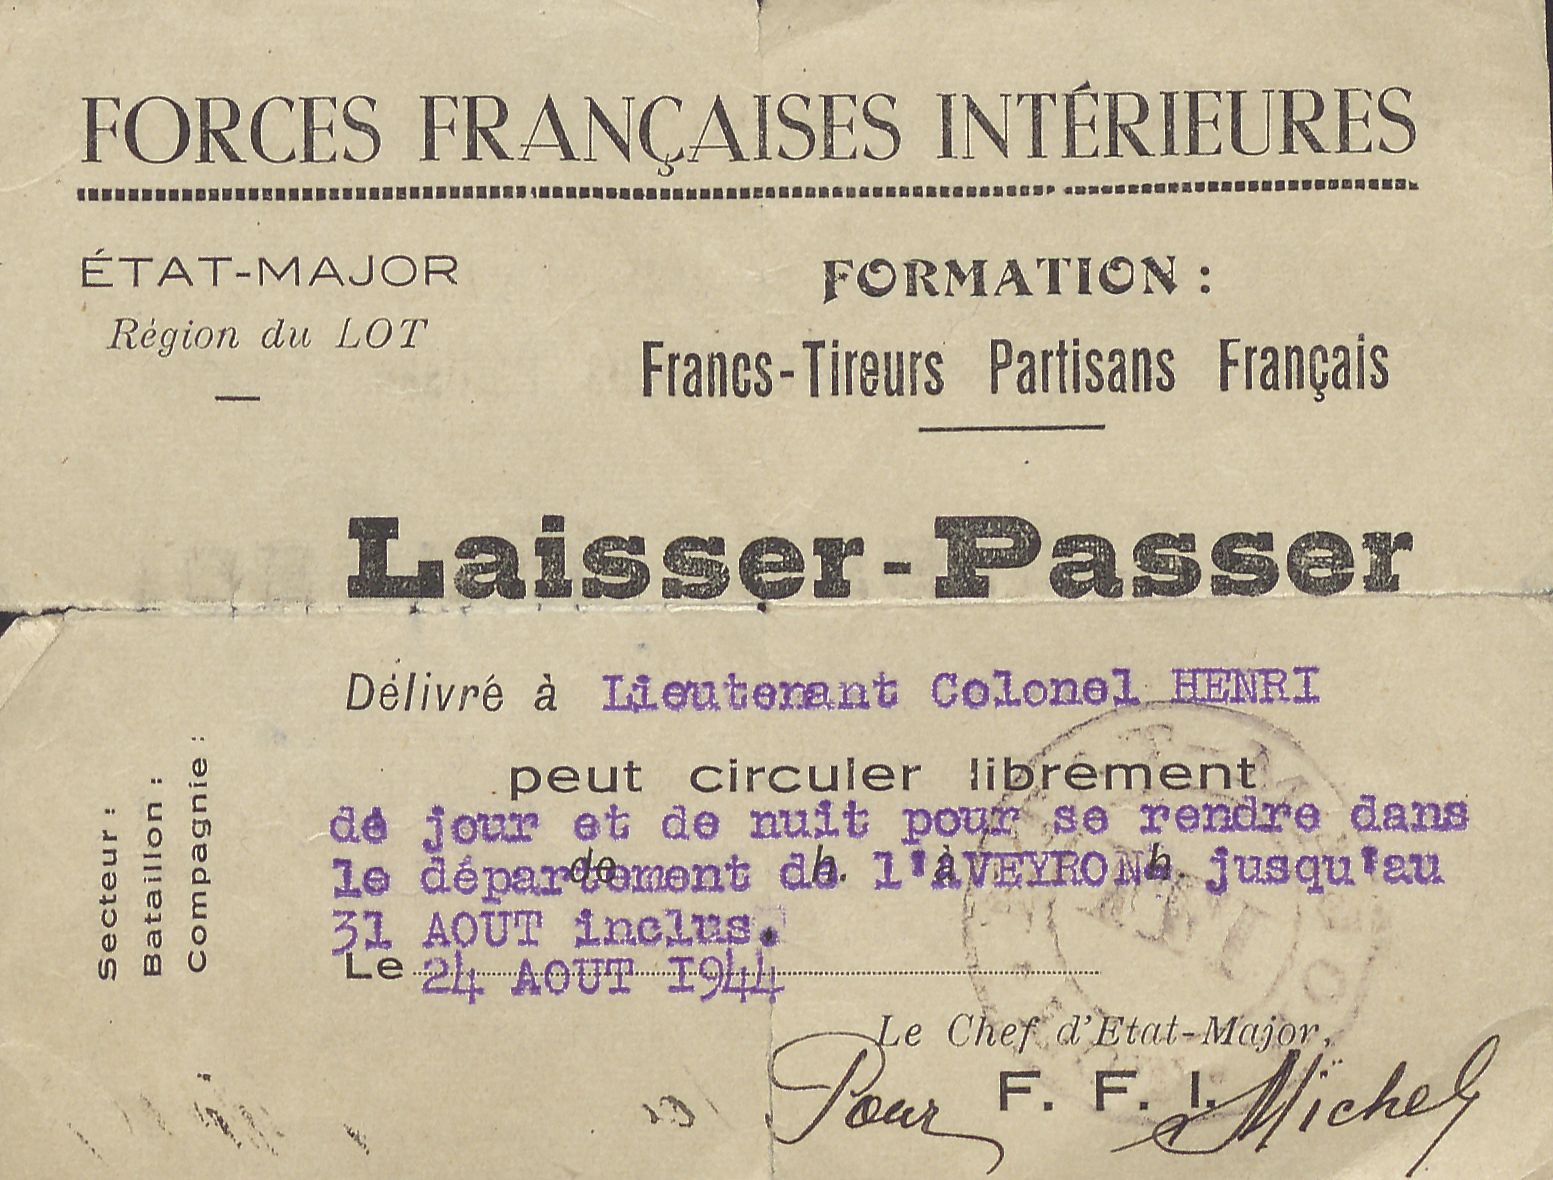 FORCES FRANÇAISES INTÉRIEURES
ÉTAT-MAJOR
Région du LOT
FORMATION :
Francs-Tireurs Partisans Français
Laisser-Passer
Délivré à Lieutenant Colonel HENRI
peut circuler librement
de jour et de nuit pour se rendre dans
le département de l'AVEYRON jusqu'au
de h. à h.
31 AOUT inclus.
Le 24 AOUT 1944
Secteur :
Bataillon :
Compagnie :
Le Chef d'Etat-Major,
Pour F. F. I. Michel